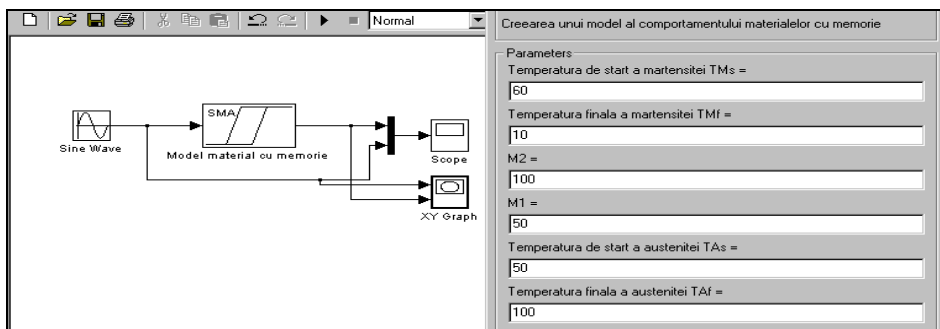 Normal
SMA
Sine Wave
Model material cu memorie
Scope
XY Graph
Creearea unui model al comportamentului materialelor cu memorie
Parameters
Temperatura de start a martensitei TMs =
60
Temperatura finala a martensitei TMf =
10
M2 =
100
M1 =
50
Temperatura de start a austenitei TAs =
50
Temperatura finala a austenitei TAf =
100